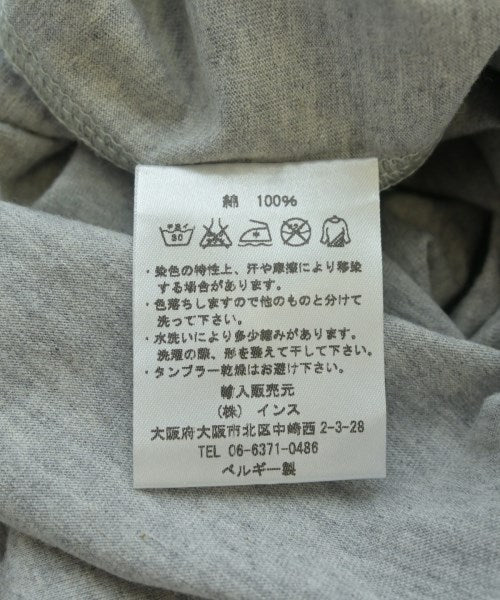 綿 100%
手洗イ 30
・染色の特性上、汗や摩擦により移染
する場合があります。
・色落ちしますので他のものと分けて
洗って下さい。
・水洗いにより多少縮みがあります。
洗濯の際、形を整えて干して下さい。
・タンブラー乾燥はお避け下さい。
輸入販売元
(株) インス
大阪府大阪市北区中崎西2-3-28
TEL 06-6371-0486
ベルギー製